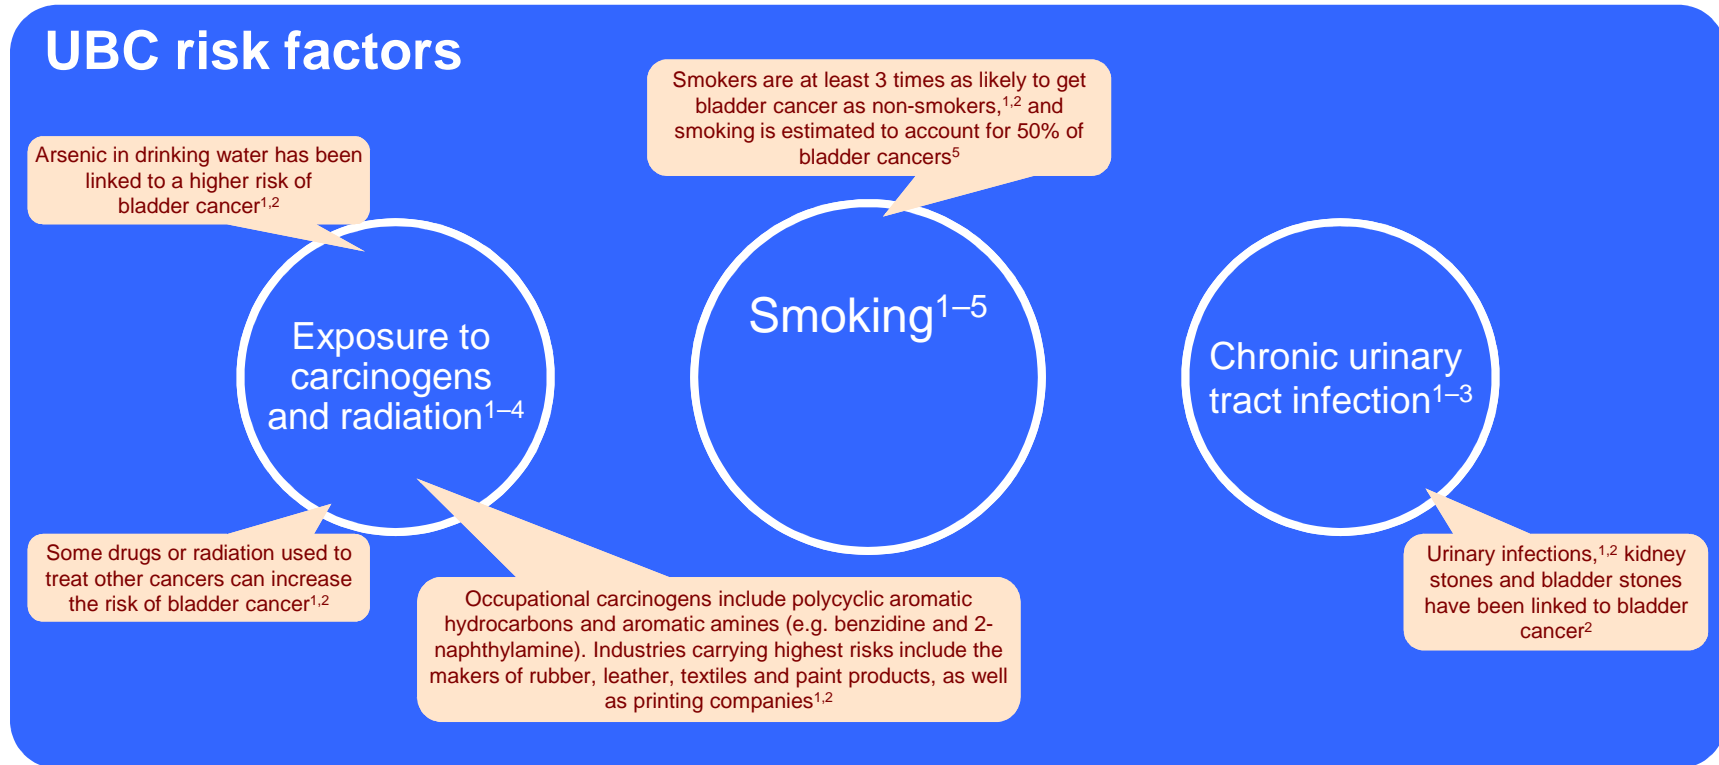 UBC risk factors
Smokers are at least 3 times as likely to get
bladder cancer as non-smokers,1,2 and
smoking is estimated to account for 50% of
bladder cancers5
Arsenic in drinking water has been
linked to a higher risk of
bladder cancer1,2
Exposure to
carcinogens
and radiation1–4
Smoking1–5
Chronic urinary
tract infection1–3
Some drugs or radiation used to
treat other cancers can increase
the risk of bladder cancer1,2
Occupational carcinogens include polycyclic aromatic
hydrocarbons and aromatic amines (e.g. benzidine and 2-
naphthylamine). Industries carrying highest risks include the
makers of rubber, leather, textiles and paint products, as well
as printing companies1,2
Urinary infections,1,2 kidney
stones and bladder stones
have been linked to bladder
cancer2